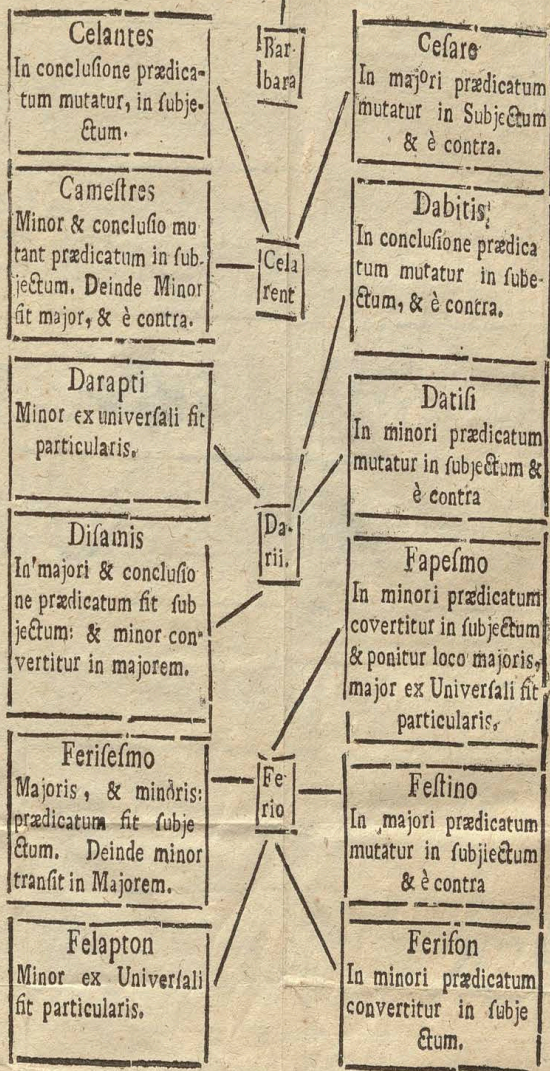 Celantes
In concluſione prædica-
tum mutatur, in ſubje-
ctum.
Cameſtres
Minor & concluſio mu
tant prædicatum in ſub-
jectum. Deinde Minor
fit major, & è contra.
Darapti
Minor ex univerſali fit
particularis.
Diſamis
In majori & concluſio
ne prædicatum fit ſub
jectum: & minor con-
vertitur in majorem.
Feriſeſmo
Majoris, & minoris:
prædicatum fit ſubje
ctum. Deinde minor
tranſit in Majorem.
Felapton
Minor ex Univerſali
fit particularis.
Bar-
bara
Cela
rent
Da-
rii.
Fe
rio
Ceſare
In majori prædicatum
mutatur in Subjectum
& è contra.
Dabitis,
In concluſione prædica
tum mutatur in ſube-
ctum, & è contra.
Datiſi
In minori prædicatum
mutatur in ſubjectum &
è contra
Fapeſmo
In minori prædicatum
covertitur in ſubjectum
& ponitur loco majoris,
major ex Univerſali fit
particularis.
Feſtino
In majori prædicatum
mutatur in ſubjiectum
& è contra
Feriſon
In minori prædicatum
convertitur in ſubje
ctum.